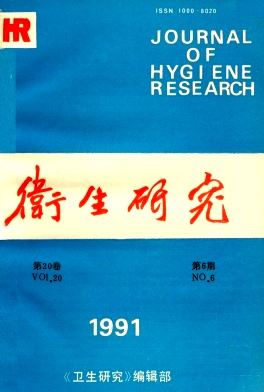 HR
ISSN 1000-8020
JOURNAL
OF
HYGIENE
RESEARCH
衛生研究
第20卷
第6期
VOL.20
NO.6
1991
《卫生研究》编辑部